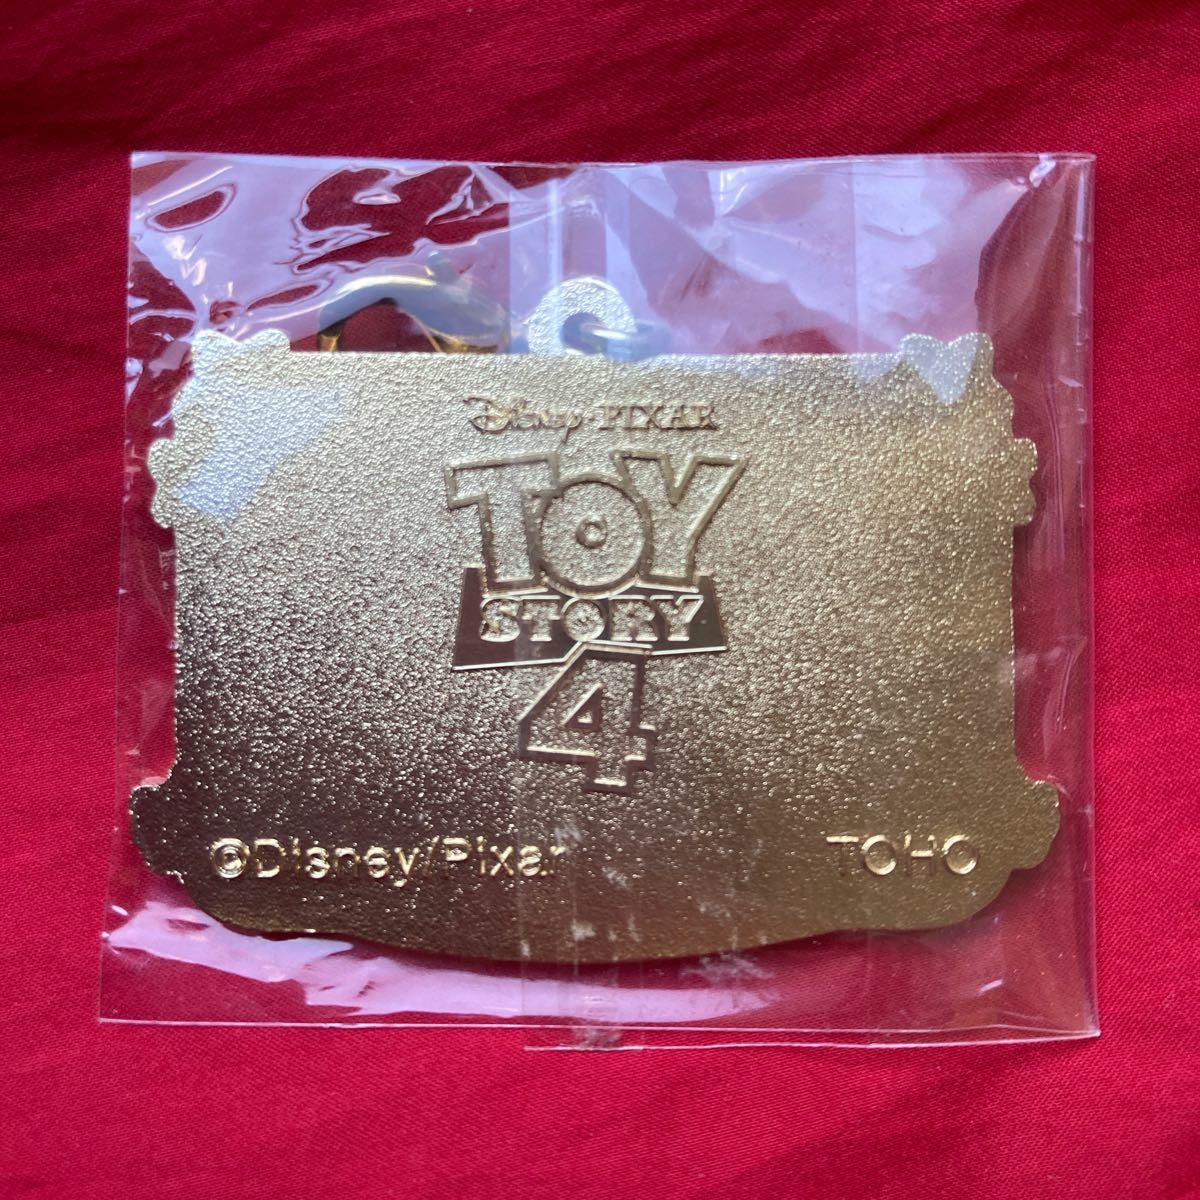 Disney·PIXAR
TOY
STORY
4
©Disney/Pixar
TOHO